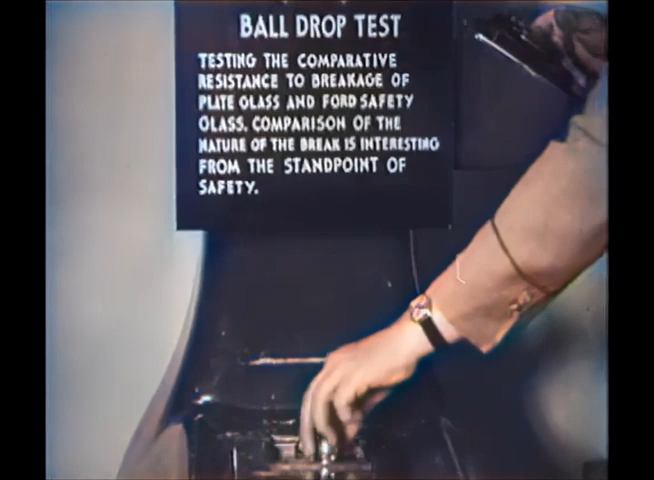 BALL DROP TEST
TESTING THE COMPARATIVE
RESISTANCE TO BREAKAGE OF
PLATE GLASS AND FORD SAFETY
GLASS. COMPARISON OF THE
NATURE OF THE BREAK IS INTERESTING
FROM THE STANDPOINT OF
SAFETY.